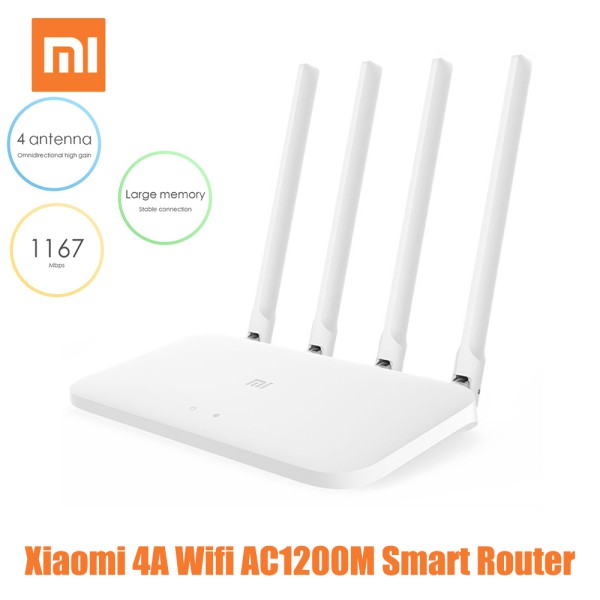 mi
4 antenna
Omnidirectional high gain
Large memory
Stable connection
1167
Mbps
mi
Xiaomi 4A Wifi AC1200M Smart Router